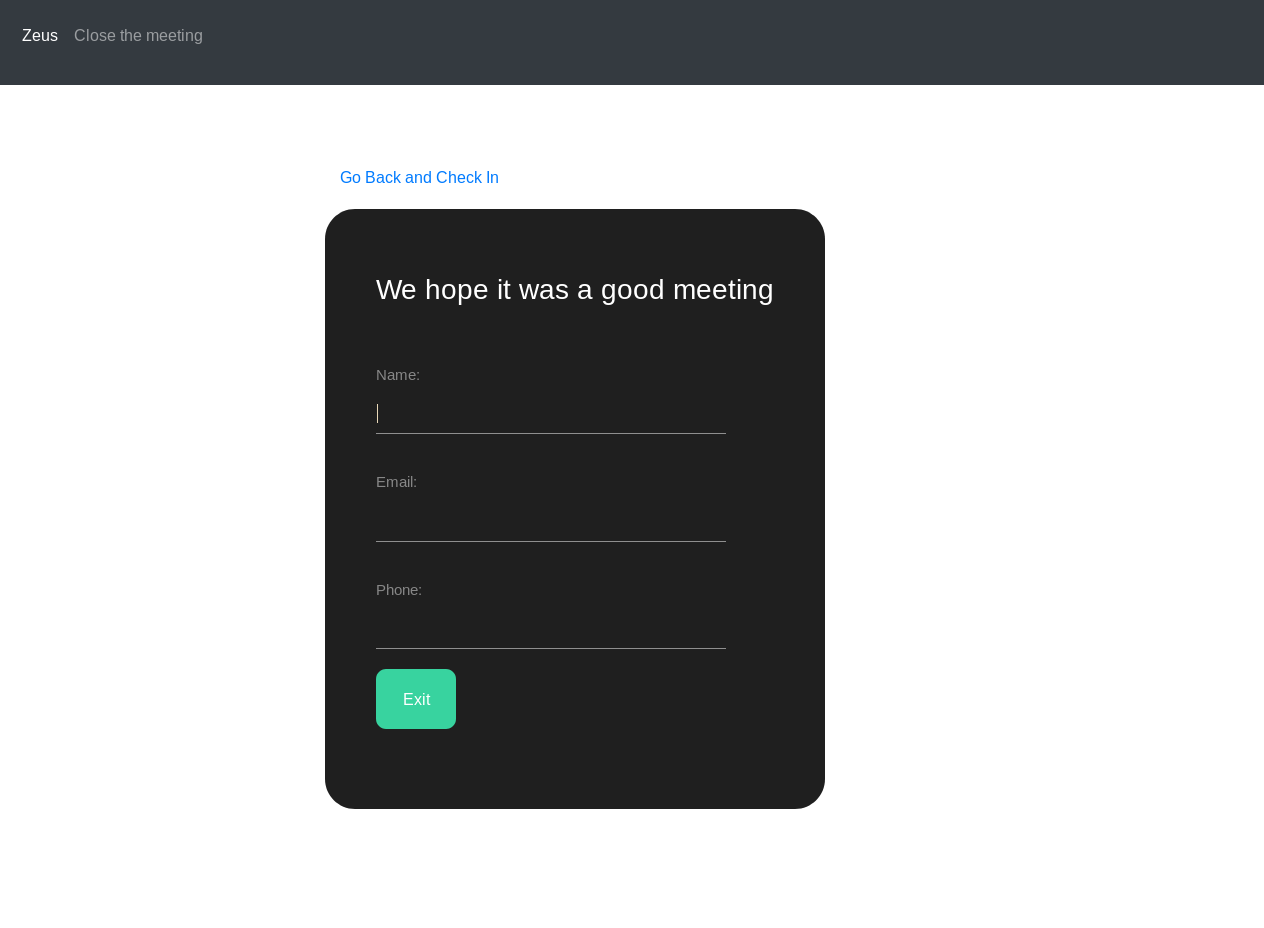 Zeus Close the meeting
Go Back and Check In
We hope it was a good meeting
Name:
Email:
Phone:
Exit